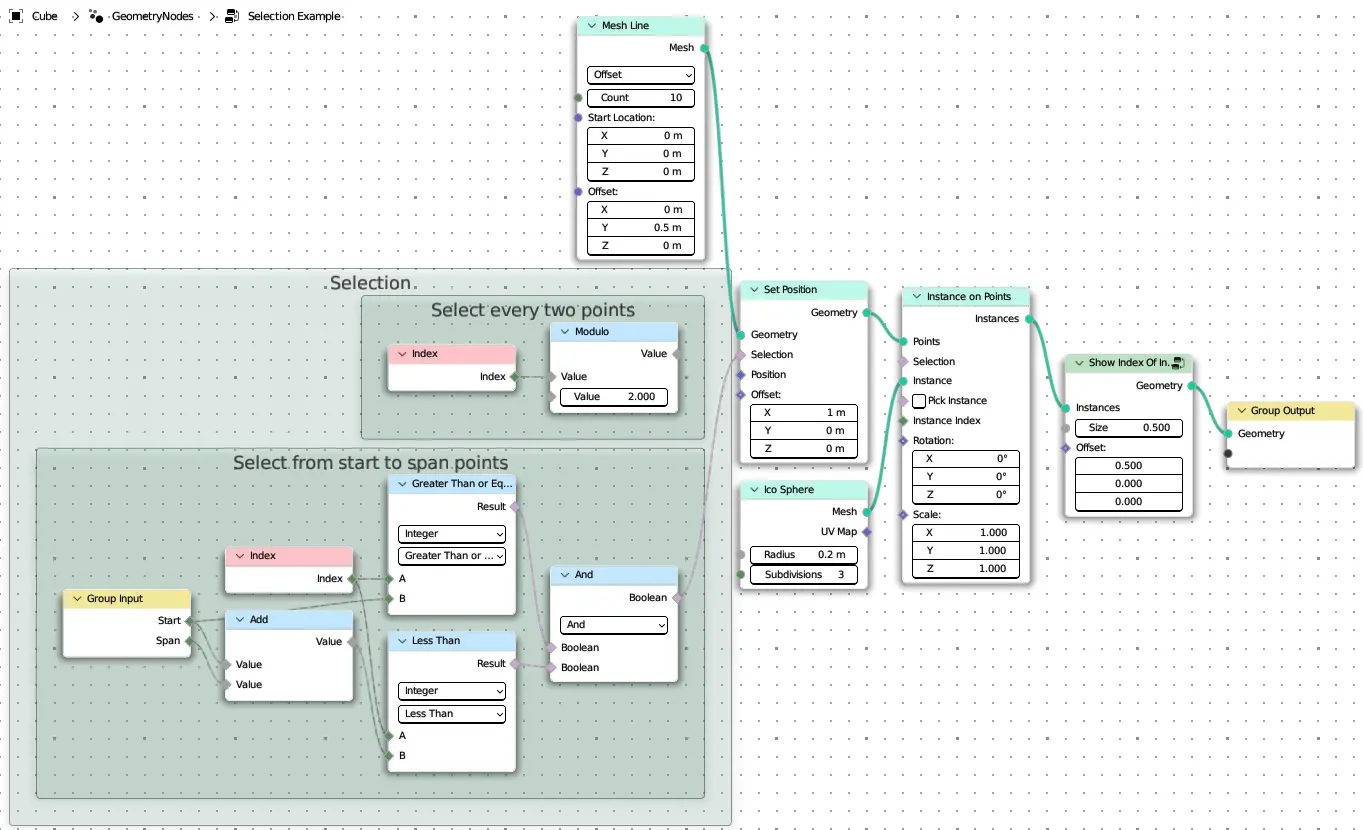 Cube > GeometryNodes > Selection Example
Mesh Line
Mesh
Offset
Count 10
Start Location:
X 0 m
Y 0 m
Z 0 m
Offset:
X 0 m
Y 0.5 m
Z 0 m
Selection
Select every two points
Index
Index
Modulo
Value
Value
Value 2.000
Select from start to span points
Group Input
Start
Span
Index
Index
Add
Value
Value
Value
Greater Than or Eq...
Result
Integer
Greater Than or ...
A
B
Less Than
Result
Integer
Less Than
A
B
And
Boolean
And
Boolean
Boolean
Set Position
Geometry
Geometry
Selection
Position
Offset:
X 1 m
Y 0 m
Z 0 m
Ico Sphere
Mesh
UV Map
Radius 0.2 m
Subdivisions 3
Instance on Points
Instances
Points
Selection
Instance
Pick Instance
Instance Index
Rotation:
X 0°
Y 0°
Z 0°
Scale:
X 1.000
Y 1.000
Z 1.000
Show Index Of In...
Geometry
Instances
Size 0.500
Offset:
0.500
0.000
0.000
Group Output
Geometry